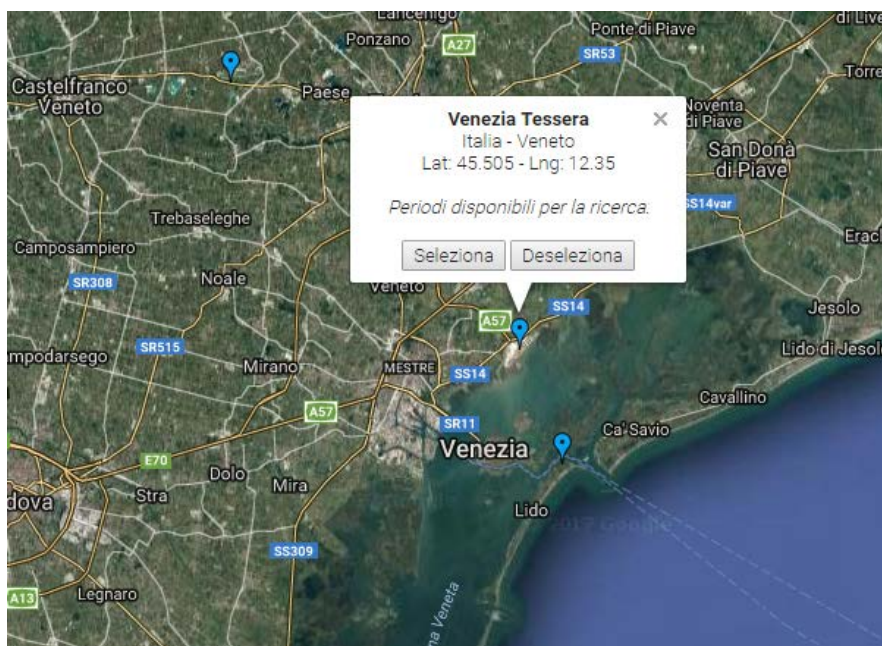 Lancenigo
Ponzano
A27
Ponte di Piave
di Live
SR53
Castelfranco
Veneto
Paese
Torre
Venezia Tessera
×
Italia - Veneto
Lat: 45.505 - Lng: 12.35
Periodi disponibili per la ricerca:
Seleziona
Deseleziona
Noventa
di Piave
San Donà
di Piave
SS14var
Trebaseleghe
Camposampiero
Noale
SR308
Veneto
Erac
SS14
A57
Jesolo
Lido di Jesolo
SR515
mpodarsego
Mirano
MESTRE
SS14
Cavallino
A57
SR11
Ca' Savio
Venezia
E70
Dolo
Mira
Stra
dova
Lido
2017 Google
SS309
A13
Legnaro
na Veneta